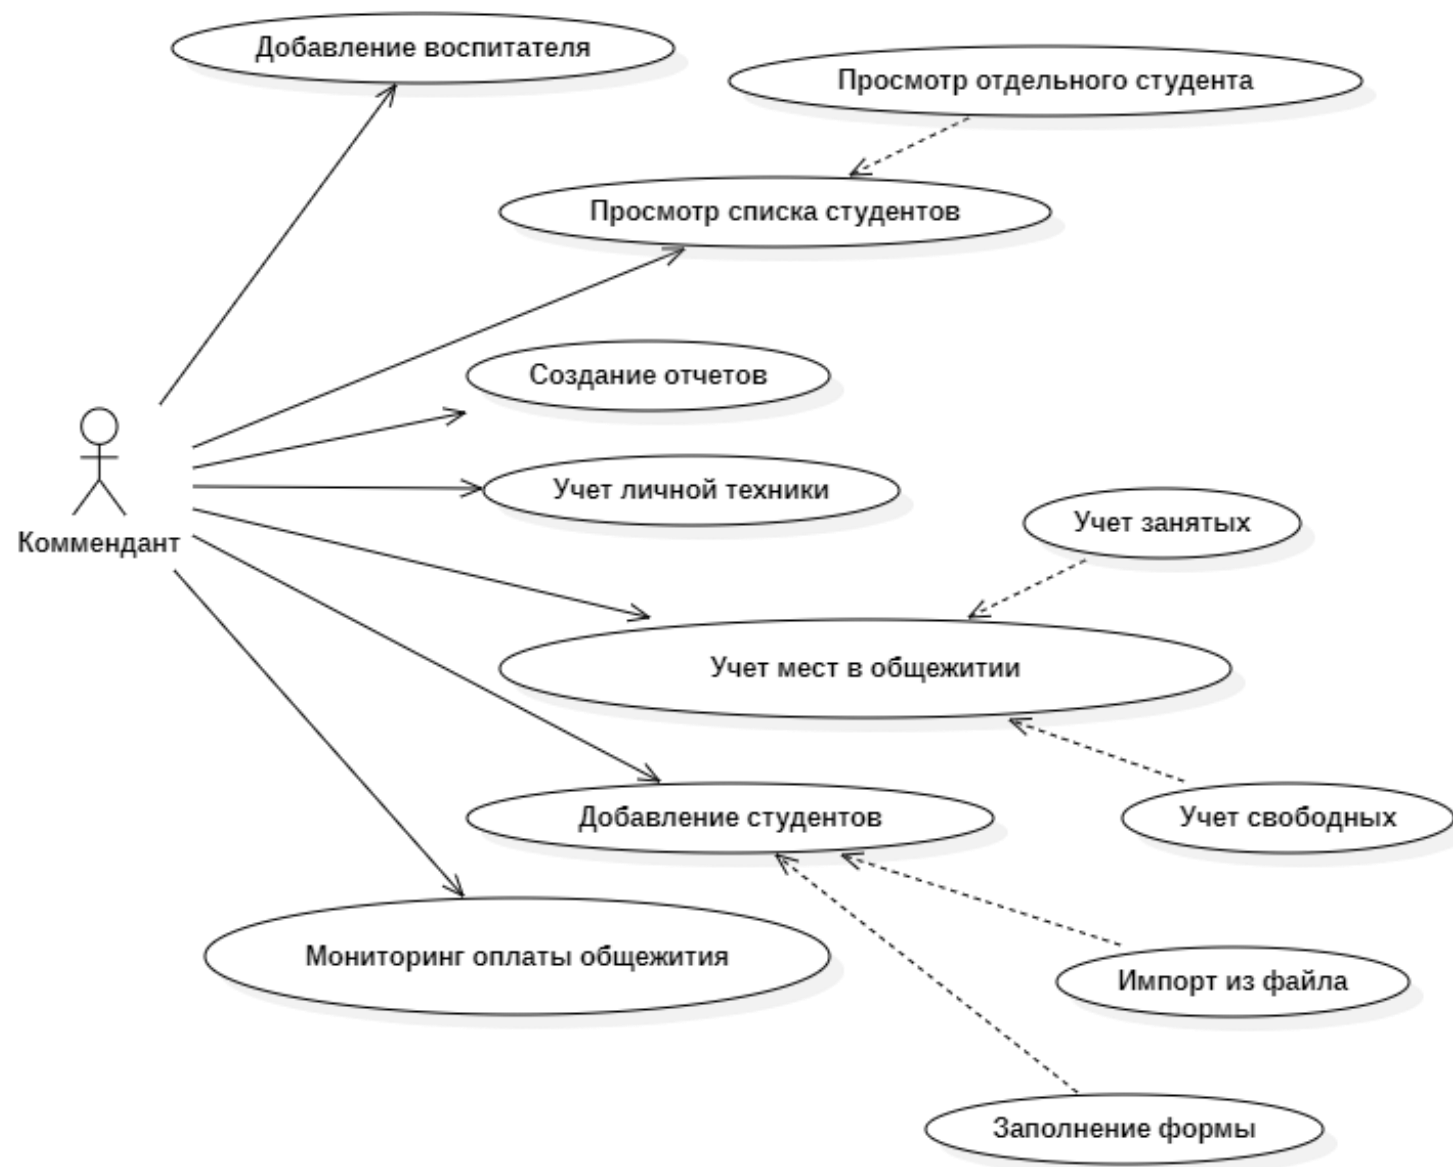 Добавление воспитателя
Просмотр отдельного студента
Просмотр списка студентов
Создание отчетов
Учет личной техники
Учет занятых
Коммендант
Учет мест в общежитии
Добавление студентов
Учет свободных
Мониторинг оплаты общежития
Импорт из файла
Заполнение формы